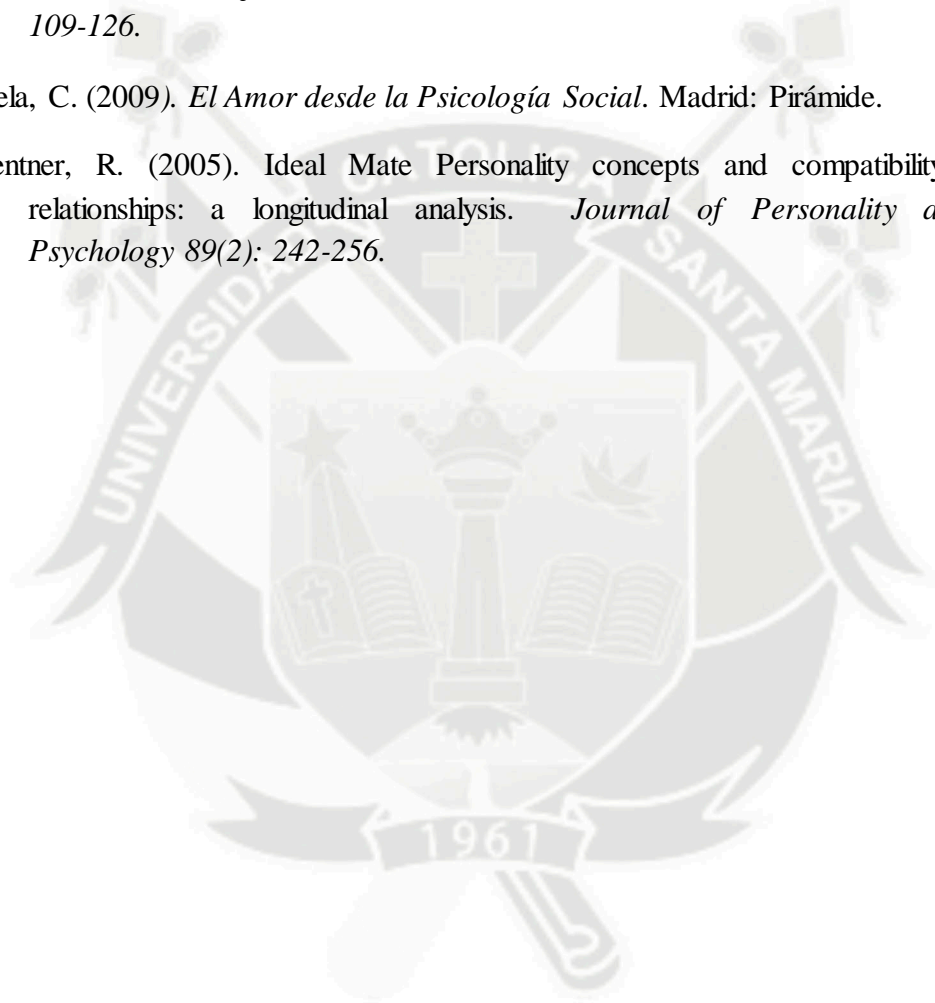 109-126.
ela, C. (2009). El Amor desde la Psicología Social. Madrid: Pirámide.
entner, R. (2005). Ideal Mate Personality concepts and compatibility
relationships: a longitudinal analysis. Journal of Personality a
Psychology 89(2): 242-256.
UNIVERSIDAD CATOLICA SANTA MARIA
1961